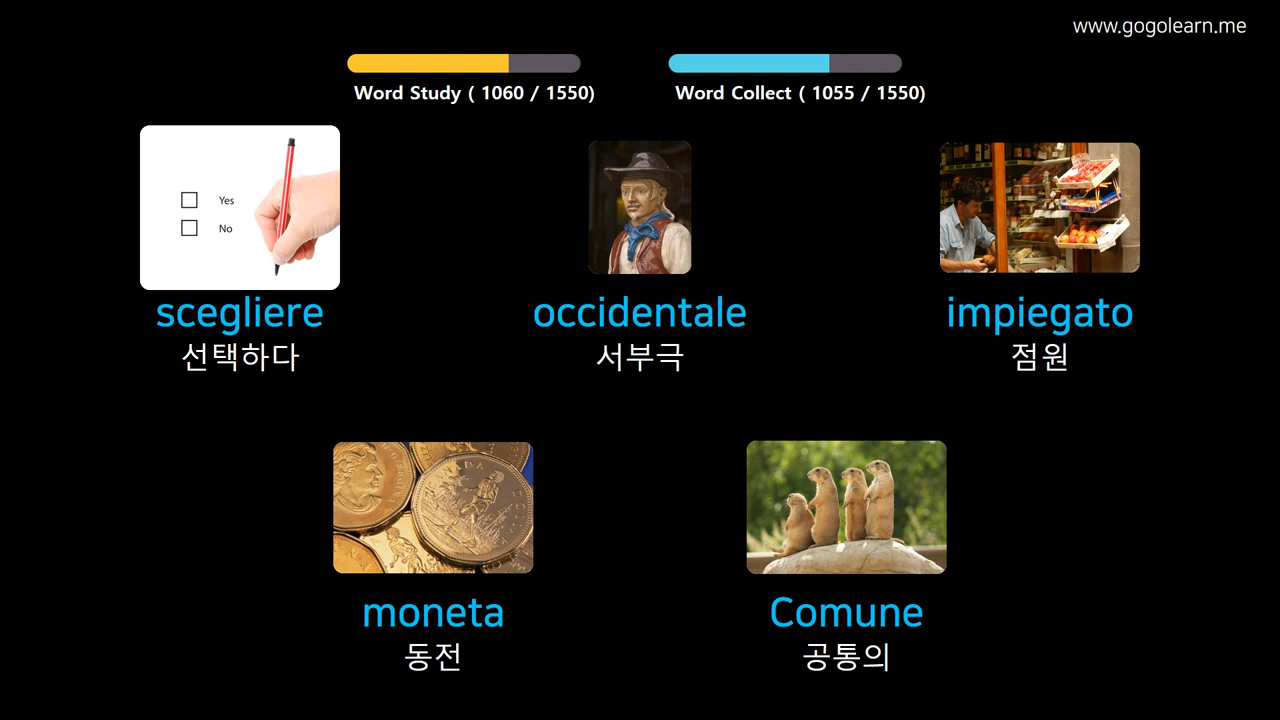 www.gogolearn.me
Word Study ( 1060 / 1550)
Word Collect ( 1055 / 1550)
Yes
No
scegliere
선택하다
occidentale
서부극
impiegato
점원
CANADA
moneta
동전
Comune
공통의